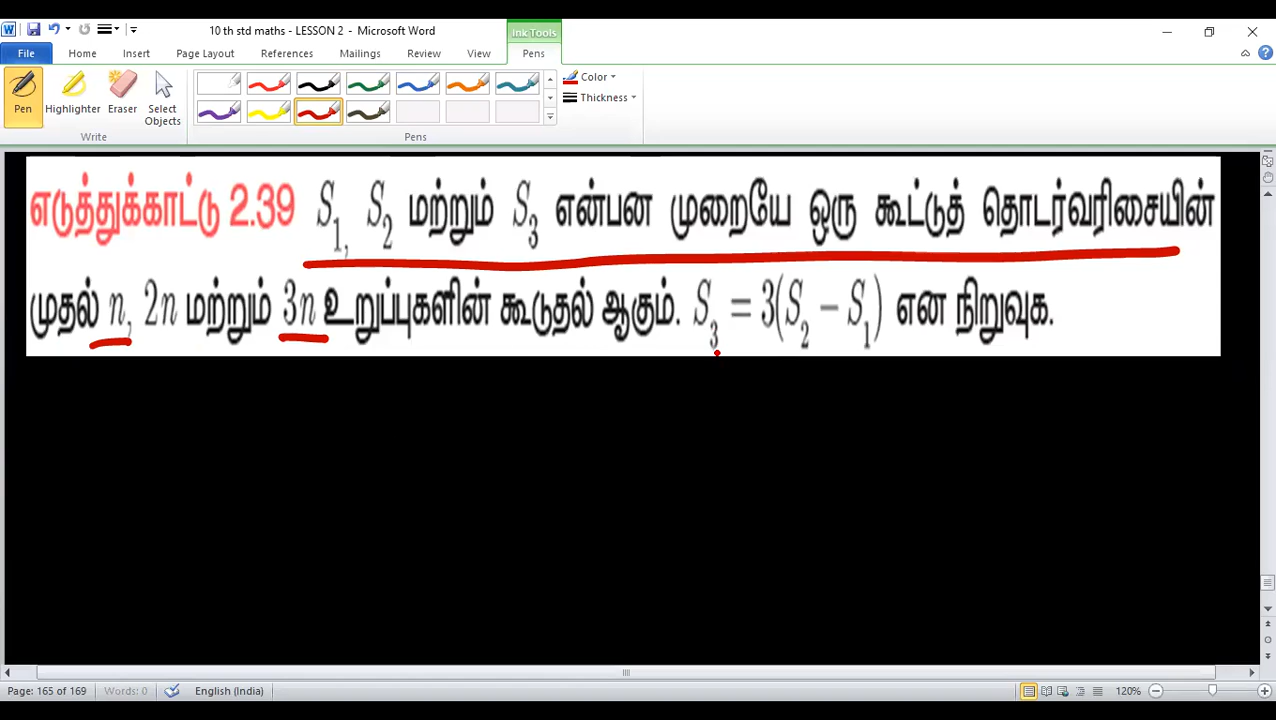 10 th std maths - LESSON 2 - Microsoft Word
Ink Tools
File Home Insert Page Layout References Mailings Review View Pens
Pen Highlighter Eraser Select Objects
Color
Thickness
Write Pens
எடுத்துக்காட்டு 2.39 S₁, S₂ மற்றும் S₃ என்பன முறையே ஒரு கூட்டுத் தொடர்வரிசையின்
முதல் n, 2n மற்றும் 3n உறுப்புகளின் கூடுதல் ஆகும். S₃ = 3(S₂ − S₁) என நிறுவுக.
Page: 165 of 169 Words: 0 English (India) 120%